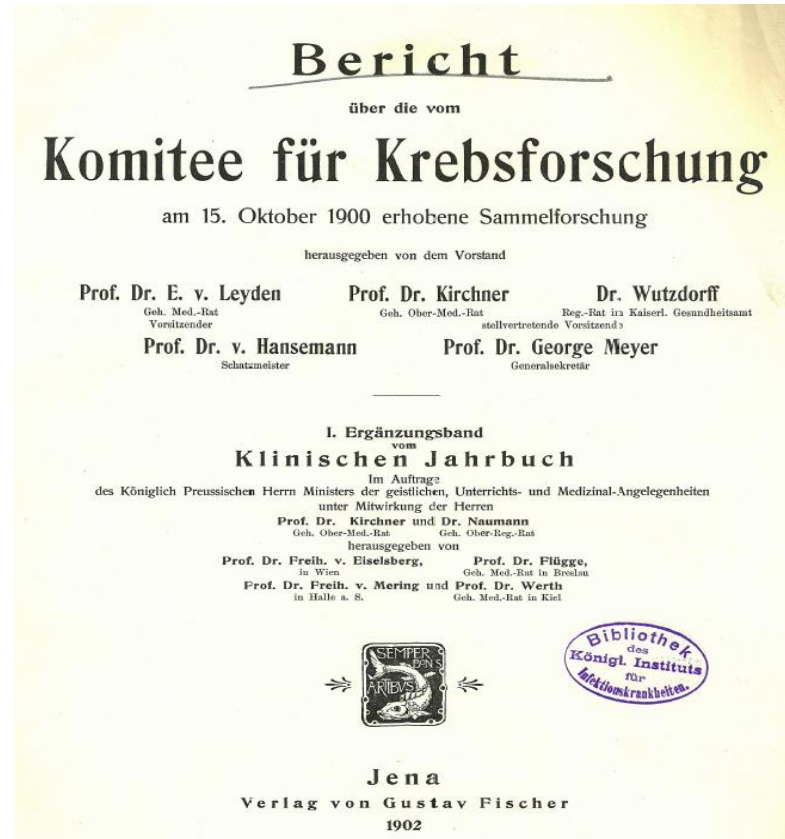 Bericht
über die vom
Komitee für Krebsforschung
am 15. Oktober 1900 erhobene Sammelforschung
herausgegeben von dem Vorstand
Prof. Dr. E. v. Leyden Prof. Dr. Kirchner Dr. Wutzdorff
Geh. Med.-Rat Geh. Ober-Med.-Rat Reg.-Rat im Kaiserl. Gesundheitsamt
Vorsitzender stellvertretende Vorsitzende
Prof. Dr. v. Hansemann Prof. Dr. George Meyer
Schatzmeister Generalsekretär
I. Ergänzungsband
vom
Klinischen Jahrbuch
Im Auftrage
des Königlich Preussischen Herrn Ministers der geistlichen, Unterrichts- und Medizinal-Angelegenheiten
unter Mitwirkung der Herren
Prof. Dr. Kirchner und Dr. Naumann
Geh. Ober-Med.-Rat Geh. Ober-Reg.-Rat
herausgegeben von
Prof. Dr. Freih. v. Eiselsberg, Prof. Dr. Flügge,
in Wien Geh. Med.-Rat in Breslau
Prof. Dr. Freih. v. Mering und Prof. Dr. Werth
in Halle a. S. Geh. Med.-Rat in Kiel
SEMPER
BONIS
ARTIBVS
Bibliothek
des
Königl. Instituts
für
Infektionskrankheiten.
Jena
Verlag von Gustav Fischer
1902